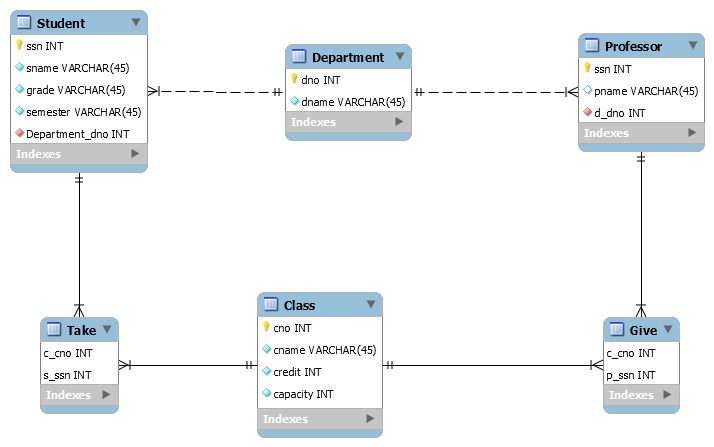 Student
ssn INT
sname VARCHAR(45)
grade VARCHAR(45)
semester VARCHAR(45)
Department_dno INT
Indexes
Department
dno INT
dname VARCHAR(45)
Indexes
Professor
ssn INT
pname VARCHAR(45)
d_dno INT
Indexes
Take
c_cno INT
s_ssn INT
Indexes
Class
cno INT
cname VARCHAR(45)
credit INT
capacity INT
Indexes
Give
c_cno INT
p_ssn INT
Indexes